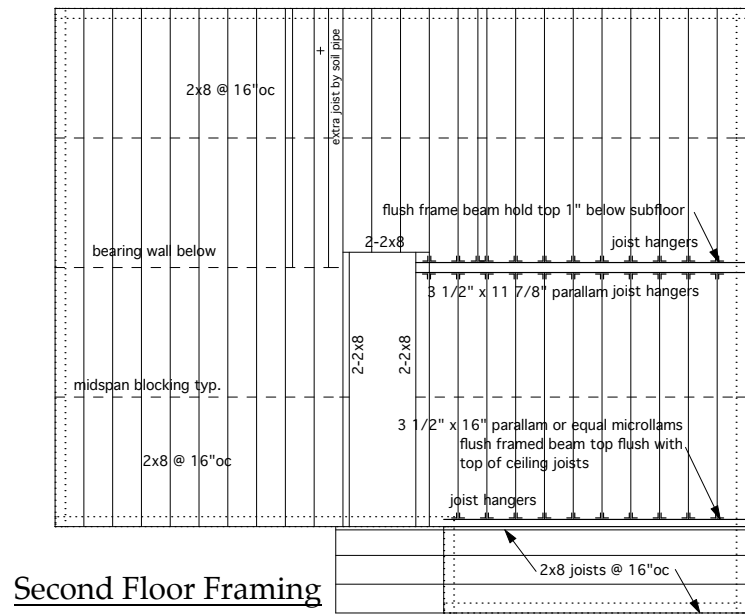 2x8 @ 16"oc
+
extra joist by soil pipe
flush frame beam hold top 1" below subfloor
2-2x8
joist hangers
bearing wall below
3 1/2" x 11 7/8" parallam joist hangers
2-2x8
2-2x8
midspan blocking typ.
3 1/2" x 16" parallam or equal microllams
flush framed beam top flush with
top of ceiling joists
2x8 @ 16"oc
joist hangers
2x8 joists @ 16"oc
Second Floor Framing